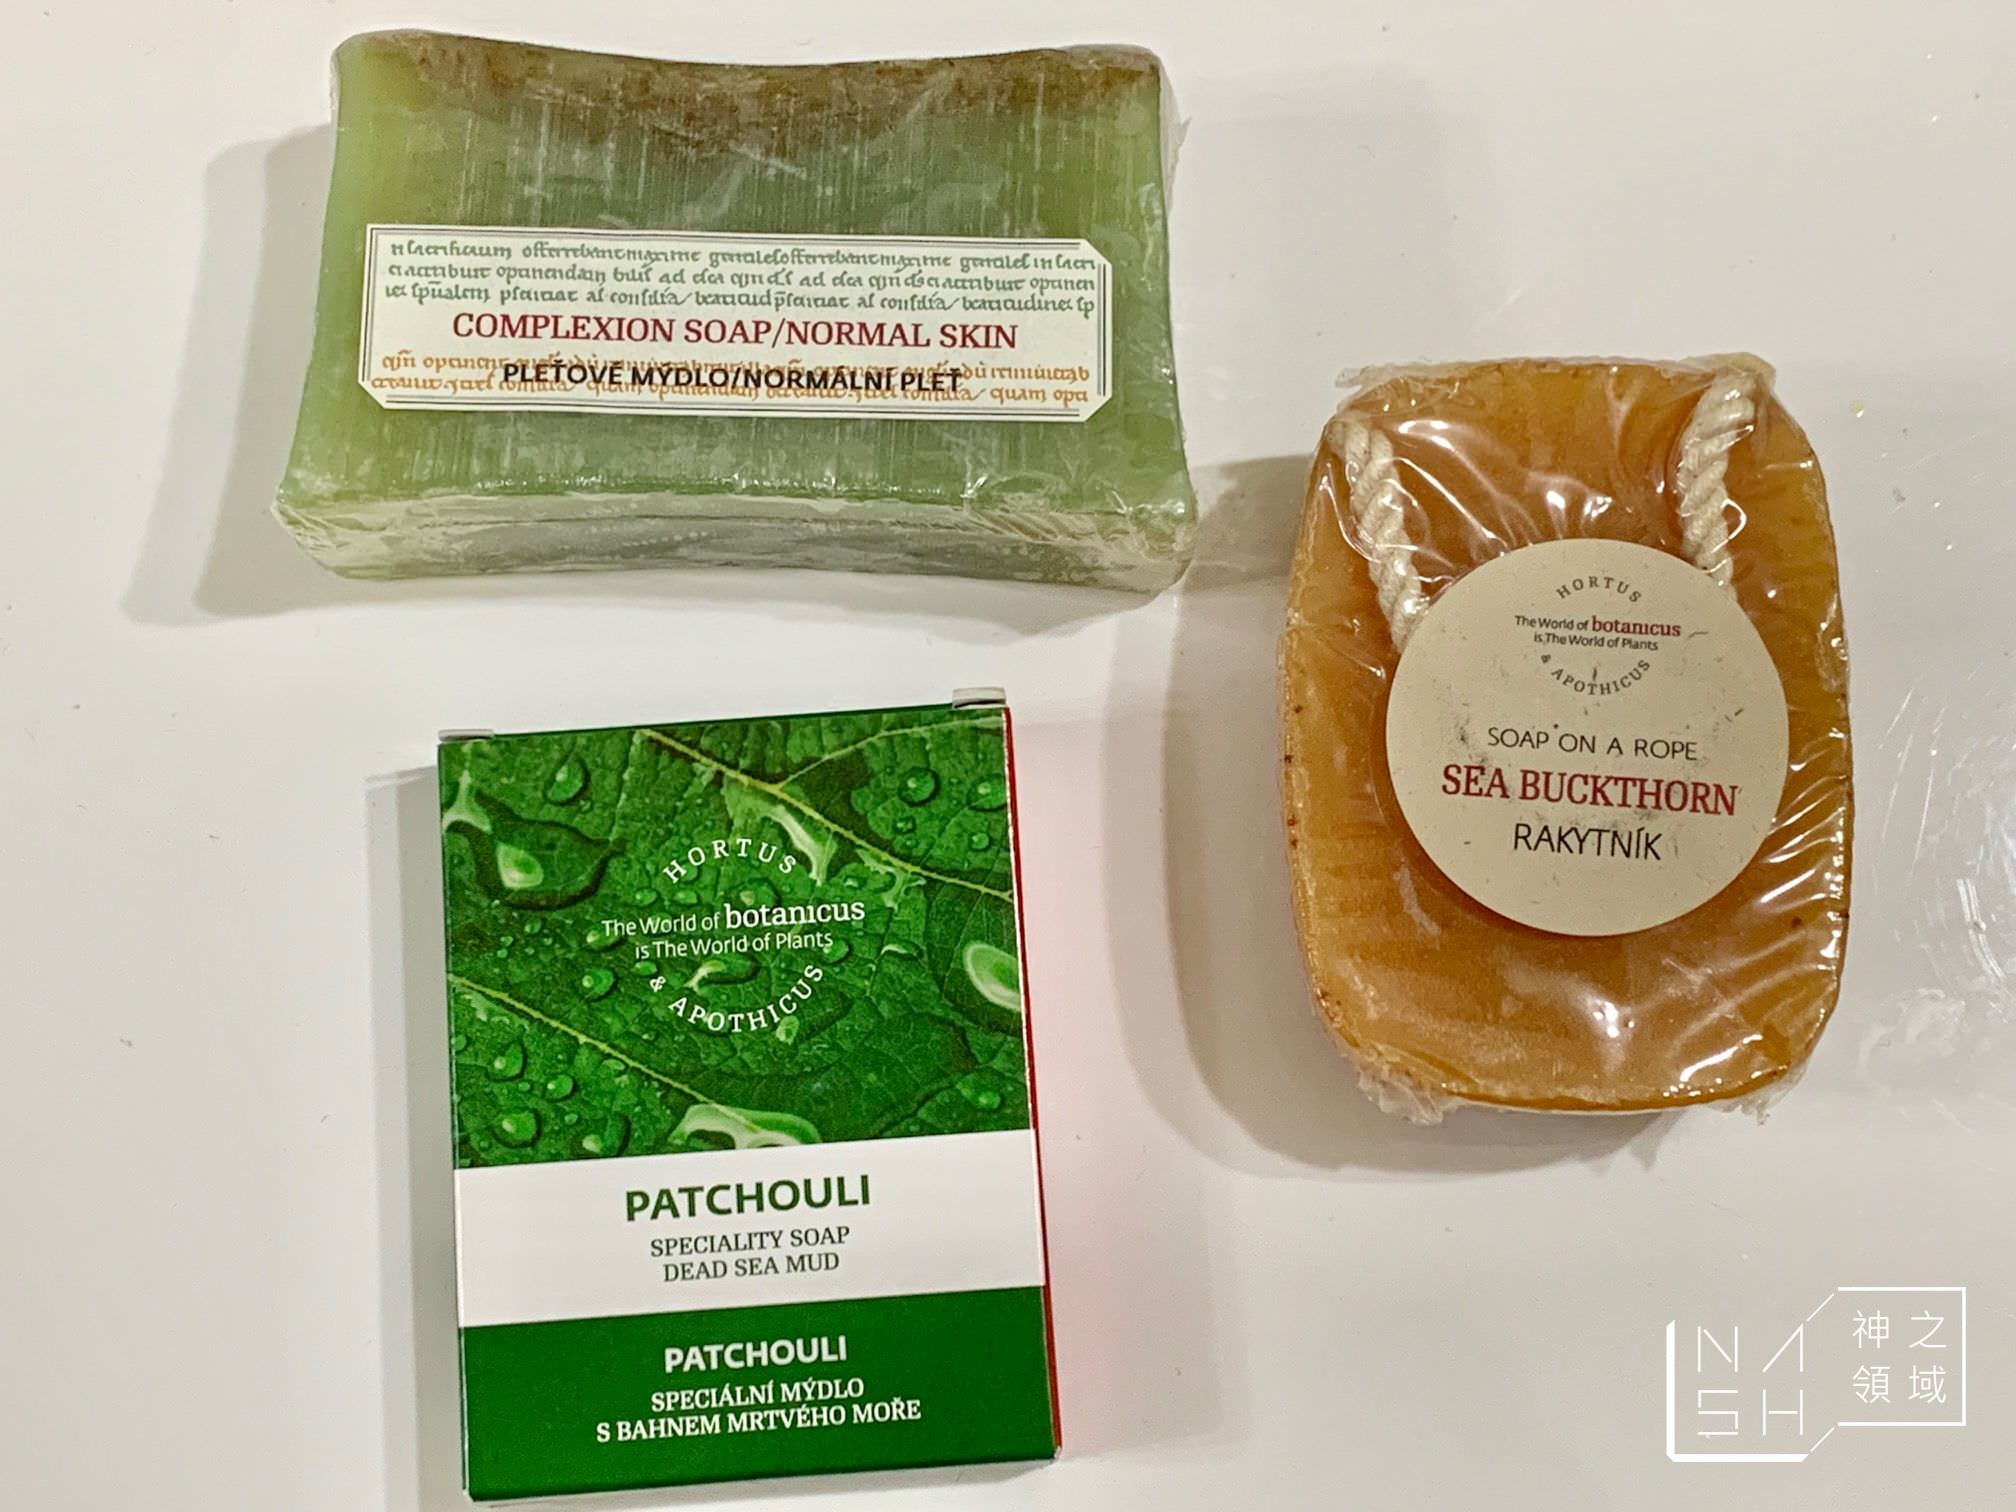 COMPLEXION SOAP/NORMAL SKIN
PLEŤOVÉ MÝDLO/NORMÁLNÍ PLEŤ
HORTUS
The World of botanicus
is The World of Plants
& APOTHICUS
SOAP ON A ROPE
SEA BUCKTHORN
RAKYTNÍK
HORTUS
The World of botanicus
is The World of Plants
& APOTHICUS
PATCHOULI
SPECIALITY SOAP
DEAD SEA MUD
PATCHOULI
SPECIÁLNÍ MÝDLO
S BAHNEM MRTVÉHO MOŘE
NASH
神之
領域